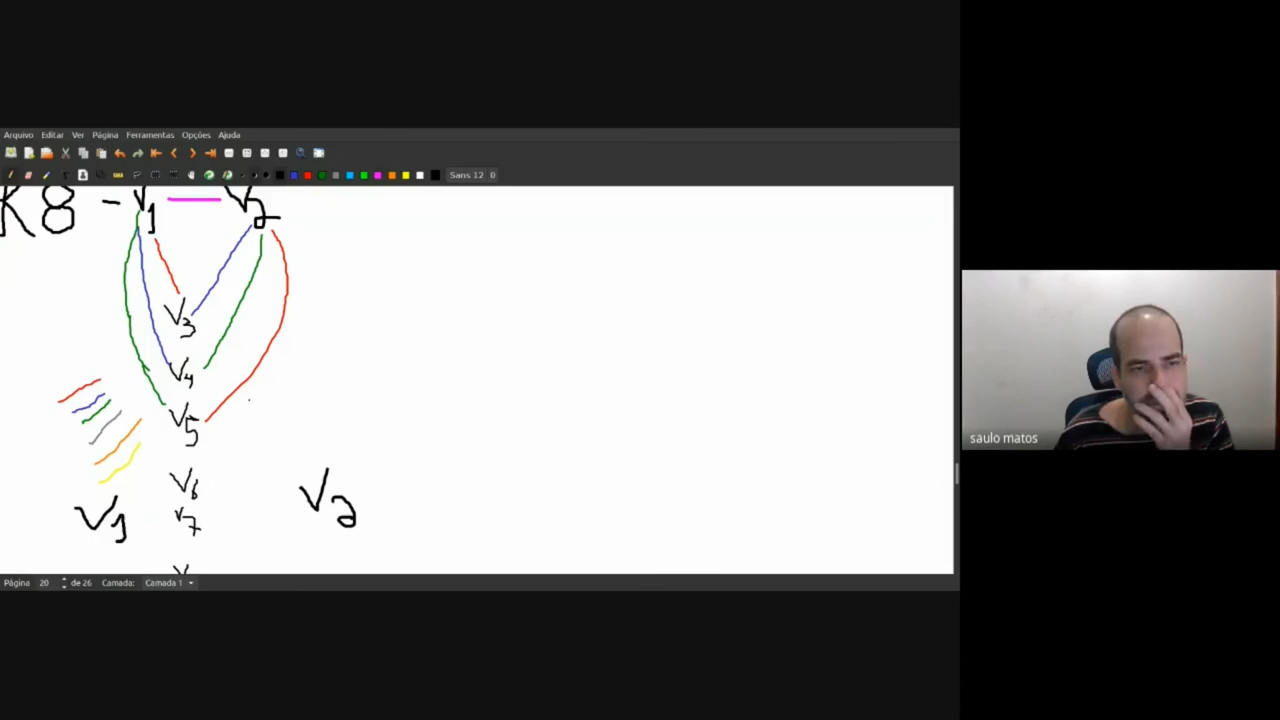 Arquivo Editar Ver Página Ferramentas Opções Ajuda
Sans 12 0
K8 - V1 V2
V3
V4
V5
V6
V1 V7 V2
V
saulo matos
Página 20 de 26 Camada: Camada 1